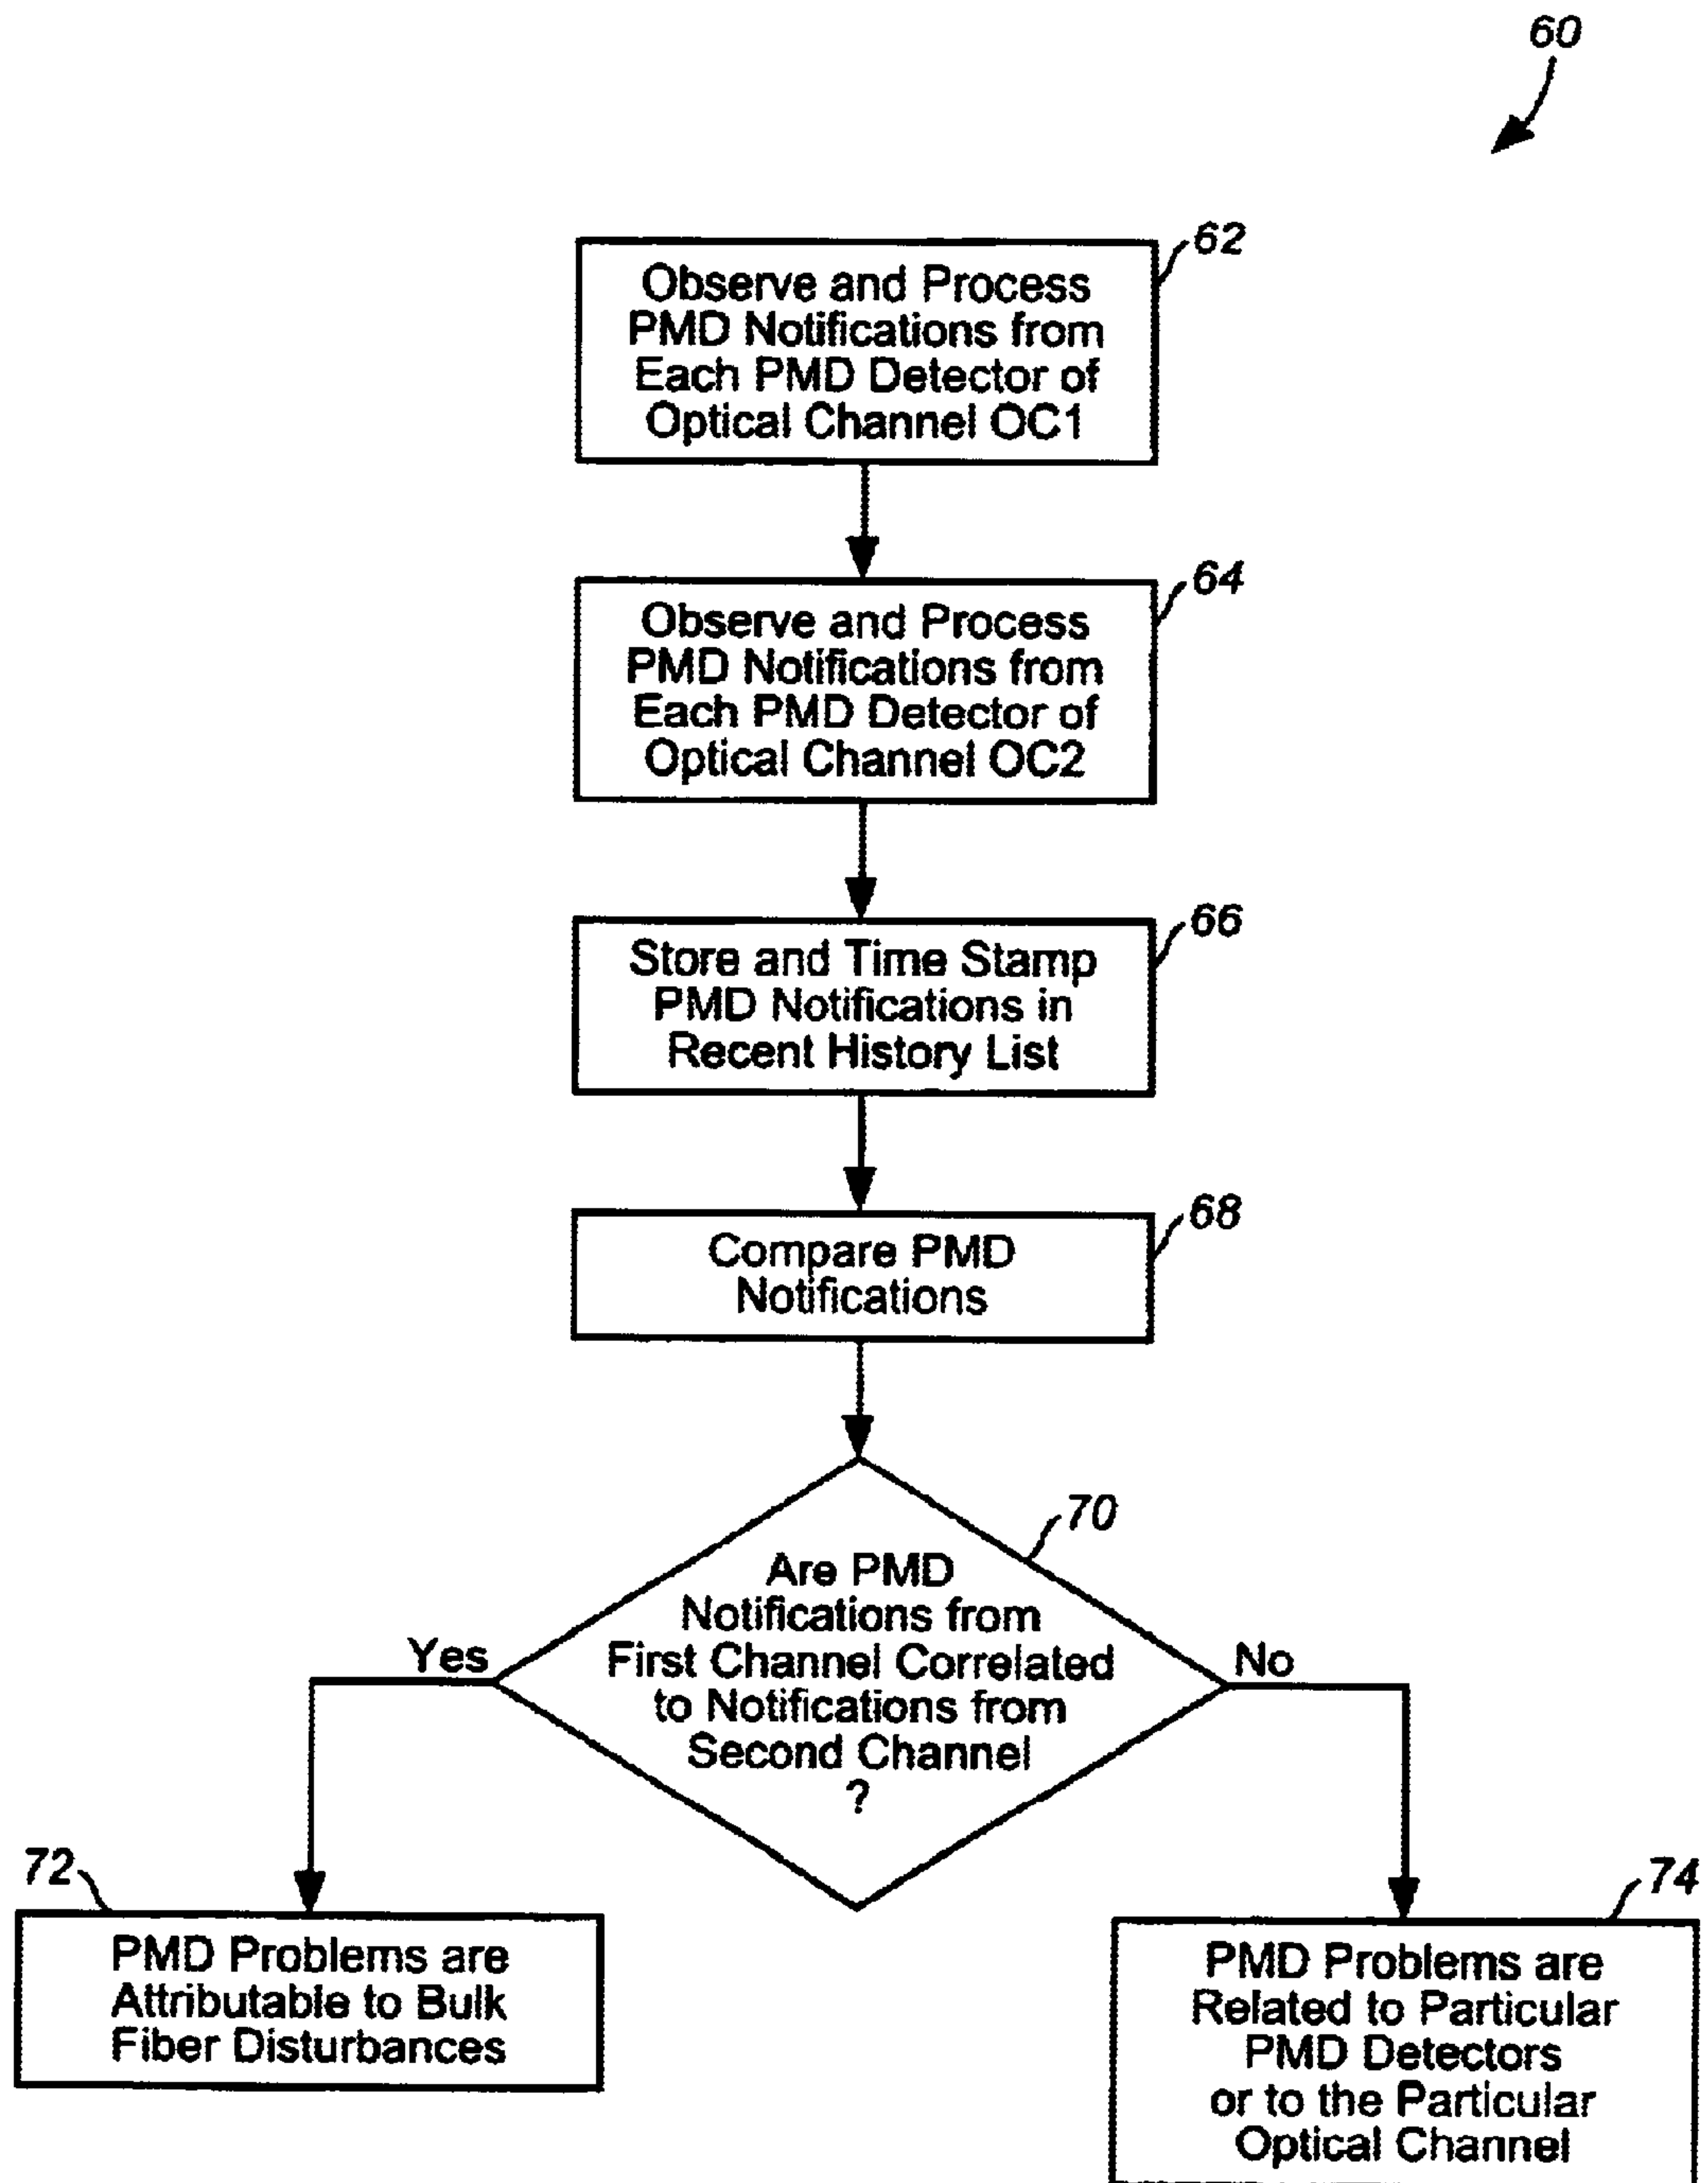 60
62
Observe and Process
PMD Notifications from
Each PMD Detector of
Optical Channel OC1
64
Observe and Process
PMD Notifications from
Each PMD Detector of
Optical Channel OC2
66
Store and Time Stamp
PMD Notifications in
Recent History List
68
Compare PMD
Notifications
70
Are PMD
Notifications from
First Channel Correlated
to Notifications from
Second Channel
?
Yes
No
72
PMD Problems are
Attributable to Bulk
Fiber Disturbances
74
PMD Problems are
Related to Particular
PMD Detectors
or to the Particular
Optical Channel